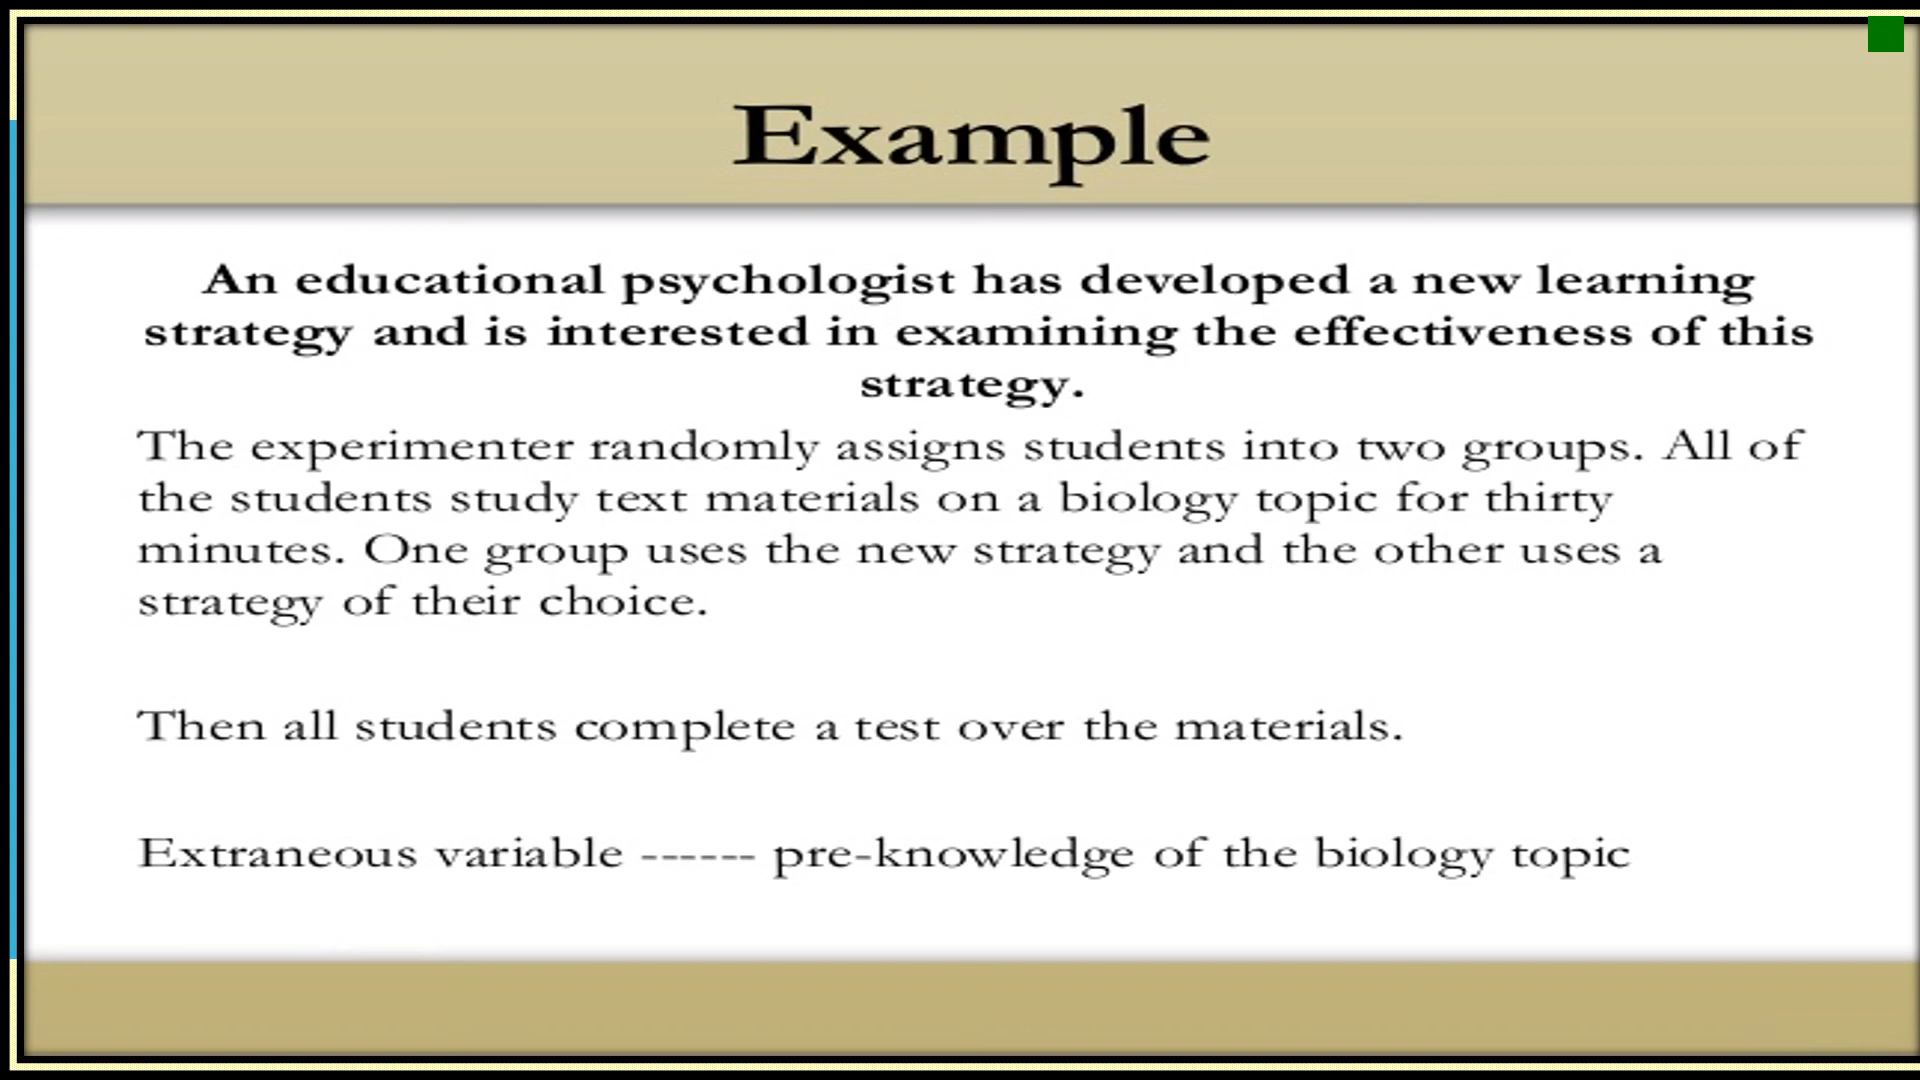 Example
An educational psychologist has developed a new learning
strategy and is interested in examining the effectiveness of this
strategy.
The experimenter randomly assigns students into two groups. All of
the students study text materials on a biology topic for thirty
minutes. One group uses the new strategy and the other uses a
strategy of their choice.
Then all students complete a test over the materials.
Extraneous variable ------ pre-knowledge of the biology topic